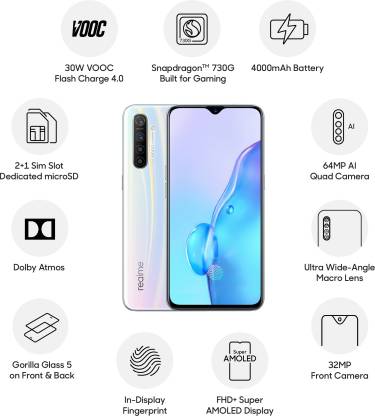 VOOC
30W VOOC
Flash Charge 4.0
730G
Snapdragon™ 730G
Built for Gaming
4000mAh Battery
2+1 Sim Slot
Dedicated microSD
AI
64MP AI
Quad Camera
Dolby Atmos
Ultra Wide-Angle
Macro Lens
realme
Gorilla Glass 5
on Front & Back
In-Display
Fingerprint
Super
AMOLED
FHD+ Super
AMOLED Display
32MP
Front Camera